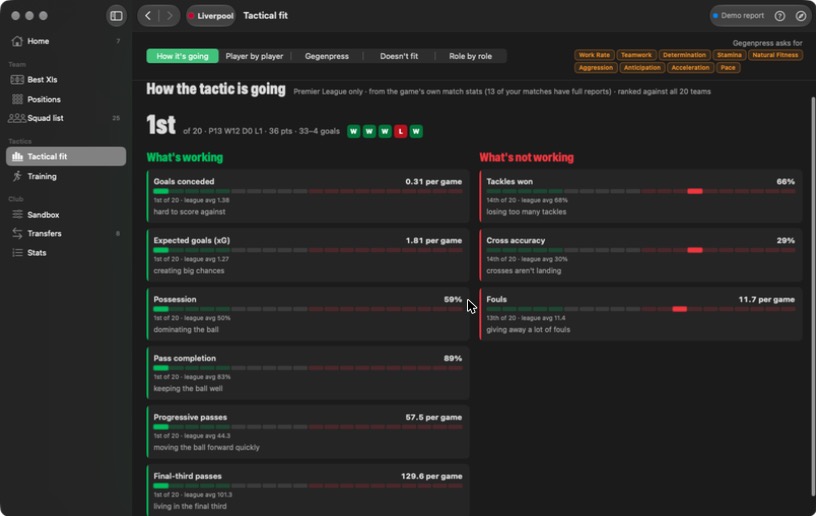 Liverpool
Tactical fit
Demo report
Home 7
Team
Best XIs
Positions
Squad list 25
Tactics
Tactical fit
Training
Club
Sandbox
Transfers 6
Stats
How it's going
Player by player
Gegenpress
Doesn't fit
Role by role
Gegenpress asks for
Work Rate Teamwork Determination Stamina Natural Fitness
Aggression Anticipation Acceleration Pace
How the tactic is going Premier League only · from the game's own match stats (13 of your matches have full reports) · ranked against all 20 teams
1st of 20 · P13 W12 D0 L1 · 36 pts · 33–4 goals W W W L W
What's working
Goals conceded 0.31 per game
1st of 20 · league avg 1.38
hard to score against
Expected goals (xG) 1.81 per game
1st of 20 · league avg 1.27
creating big chances
Possession 59%
1st of 20 · league avg 50%
dominating the ball
Pass completion 89%
1st of 20 · league avg 83%
keeping the ball well
Progressive passes 57.5 per game
1st of 20 · league avg 44.3
moving the ball forward quickly
Final-third passes 129.6 per game
1st of 20 · league avg 101.3
living in the final third
What's not working
Tackles won 66%
14th of 20 · league avg 68%
losing too many tackles
Cross accuracy 29%
14th of 20 · league avg 30%
crosses aren't landing
Fouls 11.7 per game
13th of 20 · league avg 11.4
giving away a lot of fouls